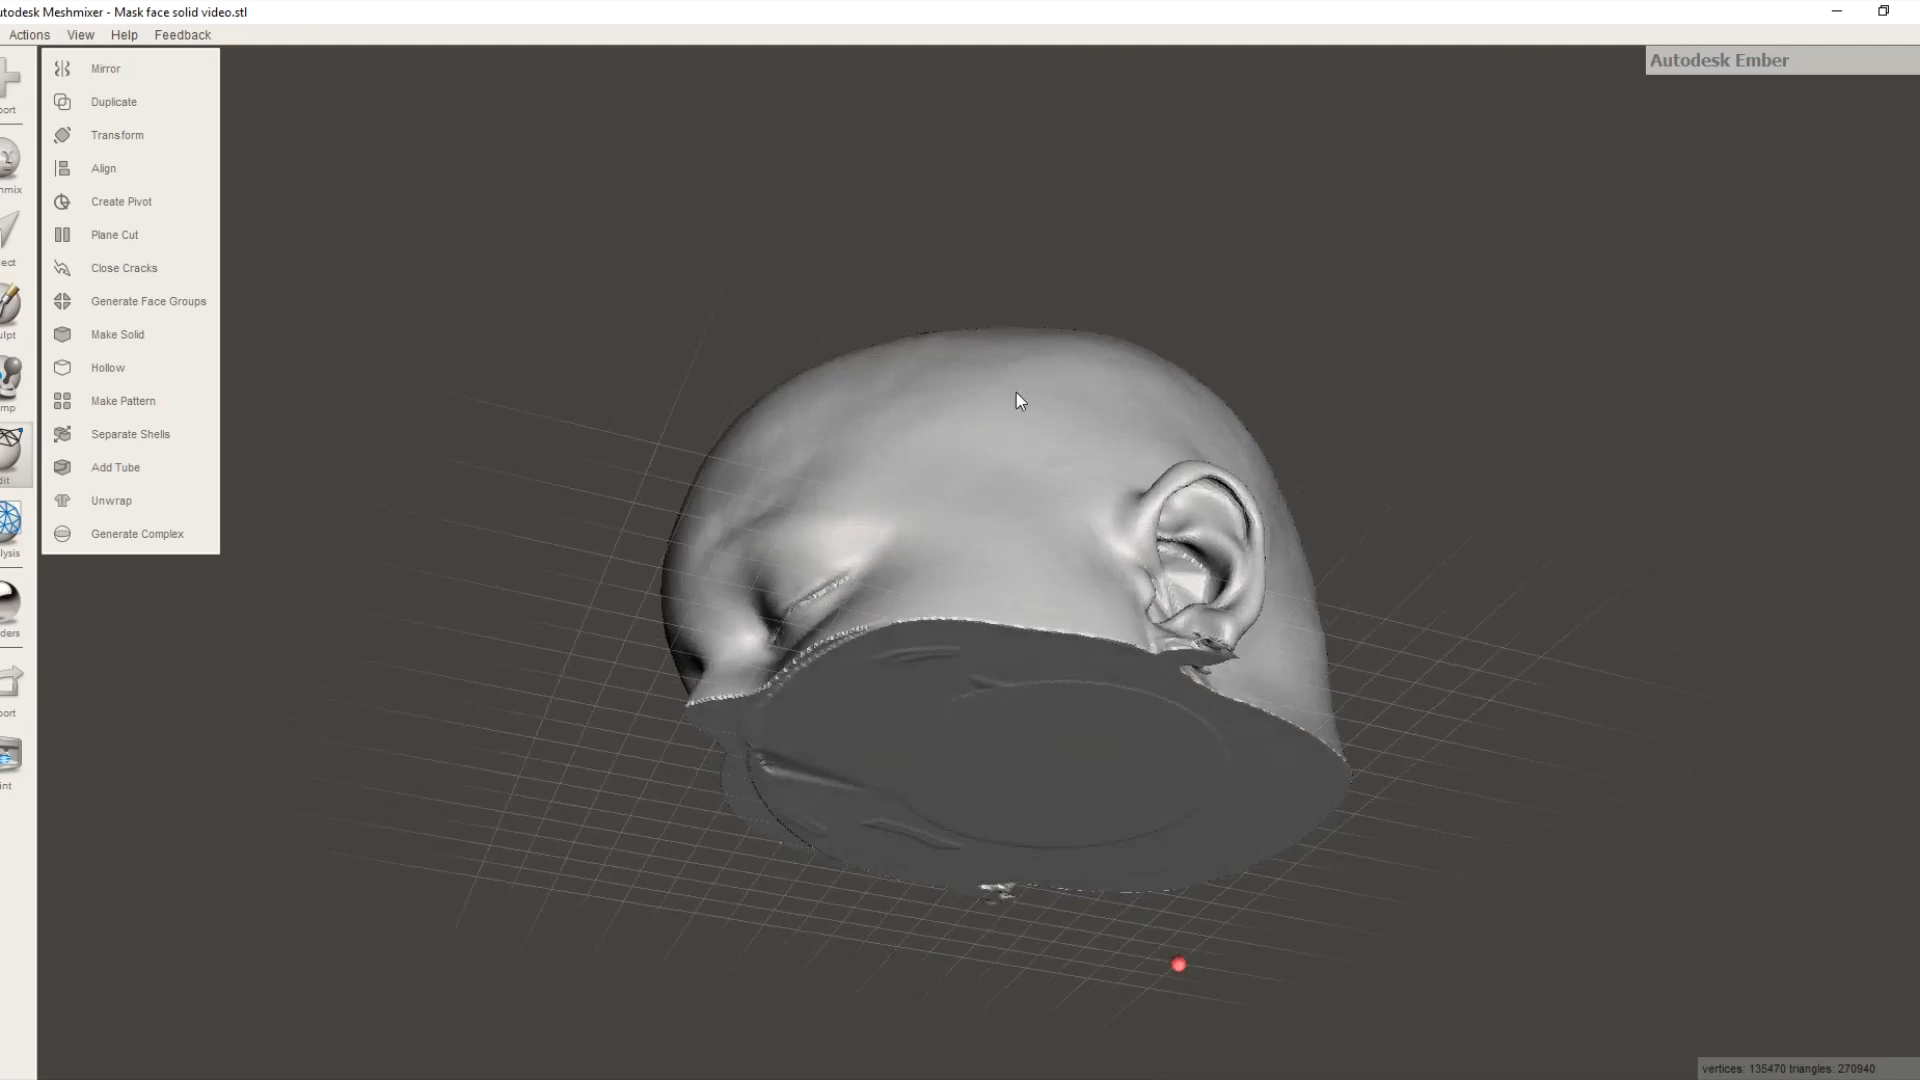 utodesk Meshmixer - Mask face solid video.stl
Actions View Help Feedback
Autodesk Ember
Mirror
Duplicate
Transform
Align
Create Pivot
Plane Cut
Close Cracks
Generate Face Groups
Make Solid
Hollow
Make Pattern
Separate Shells
Add Tube
Unwrap
Generate Complex
port
nmix
ect
ulpt
mp
dit
lysis
ders
port
int
vertices: 135470 triangles: 270940